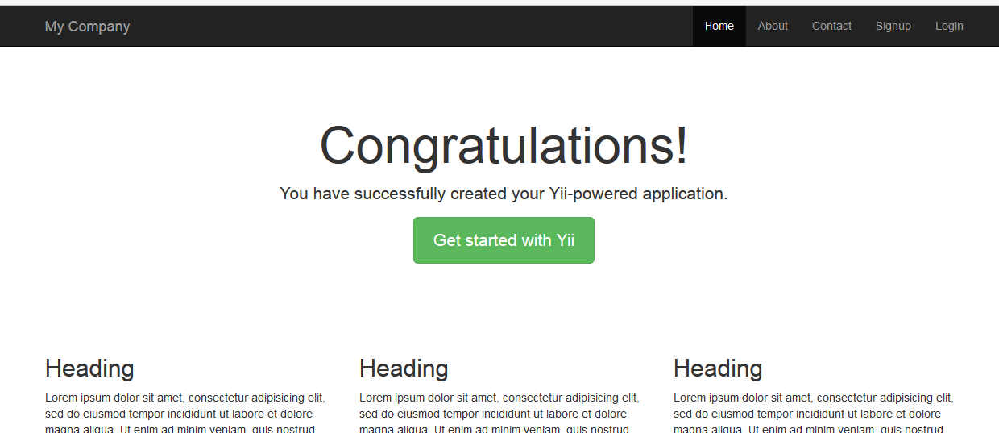 My Company
Home About Contact Signup Login
Congratulations!
You have successfully created your Yii-powered application.
Get started with Yii
Heading
Lorem ipsum dolor sit amet, consectetur adipisicing elit,
sed do eiusmod tempor incididunt ut labore et dolore
magna aliqua. Ut enim ad minim veniam, quis nostrud
Heading
Lorem ipsum dolor sit amet, consectetur adipisicing elit,
sed do eiusmod tempor incididunt ut labore et dolore
magna aliqua. Ut enim ad minim veniam, quis nostrud
Heading
Lorem ipsum dolor sit amet, consectetur adipisicing elit,
sed do eiusmod tempor incididunt ut labore et dolore
magna aliqua. Ut enim ad minim veniam, quis nostrud